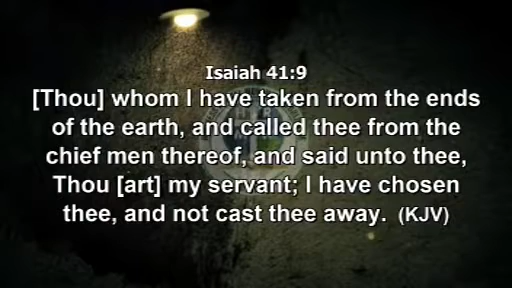 Isaiah 41:9
[Thou] whom I have taken from the ends
of the earth, and called thee from the
chief men thereof, and said unto thee,
Thou [art] my servant; I have chosen
thee, and not cast thee away. (KJV)